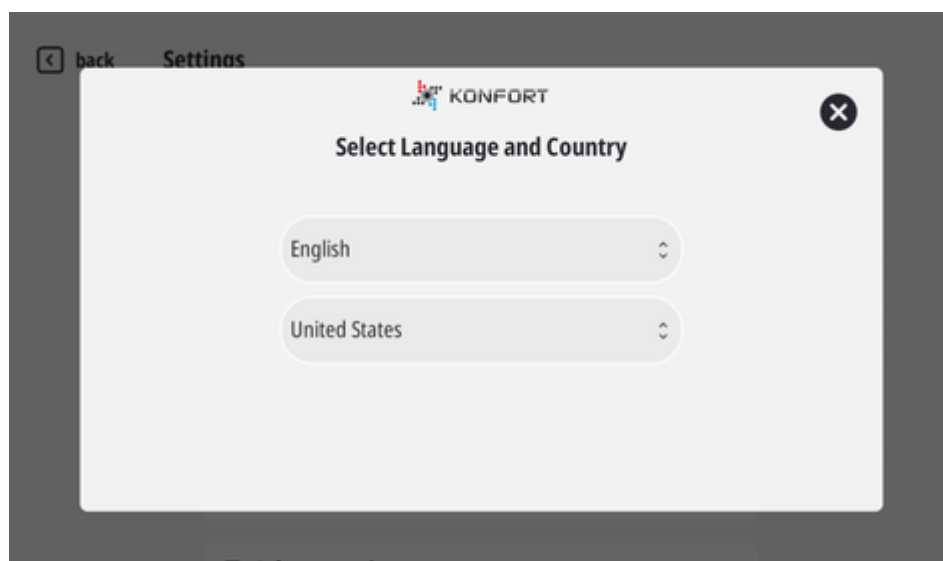 back Settings
KONFORT
Select Language and Country
English
United States